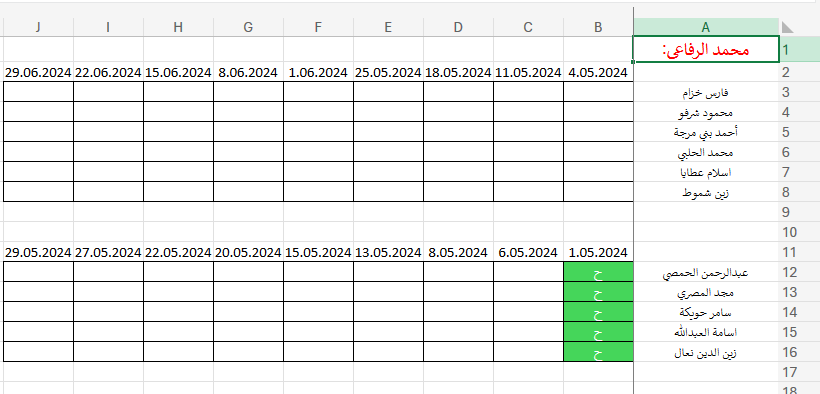 A B C D E F G H I J
1 محمد الرفاعي:
2 4.05.2024 11.05.2024 18.05.2024 25.05.2024 1.06.2024 8.06.2024 15.06.2024 22.06.2024 29.06.2024
3 فارس خزام
4 محمود شرفو
5 أحمد بني مرجة
6 محمد الحلبي
7 اسلام عطايا
8 زين شموط
9
10
11 1.05.2024 6.05.2024 8.05.2024 13.05.2024 15.05.2024 20.05.2024 22.05.2024 27.05.2024 29.05.2024
12 عبدالرحمن الحمصي ح
13 مجد المصري ح
14 سامر حويكة ح
15 اسامة العبدالله ح
16 زين الدين نعال ح
17
18